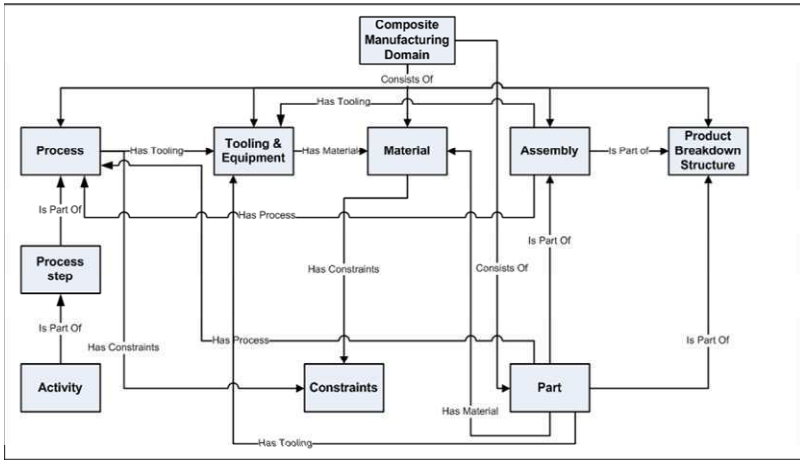 Composite
Manufacturing
Domain
Consists Of
Has Tooling
Process
Has Tooling
Tooling &
Equipment
Has Material
Material
Assembly
Is Part of
Product
Breakdown
Structure
Is Part Of
Has Process
Is Part Of
Process
step
Has Constraints
Consists Of
Is Part Of
Has Constraints
Has Process
Is Part Of
Activity
Constraints
Part
Has Material
Has Tooling